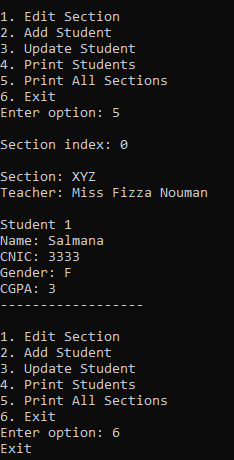 1. Edit Section
2. Add Student
3. Update Student
4. Print Students
5. Print All Sections
6. Exit
Enter option: 5
Section index: 0
Section: XYZ
Teacher: Miss Fizza Nouman
Student 1
Name: Salmana
CNIC: 3333
Gender: F
CGPA: 3
------------------
1. Edit Section
2. Add Student
3. Update Student
4. Print Students
5. Print All Sections
6. Exit
Enter option: 6
Exit